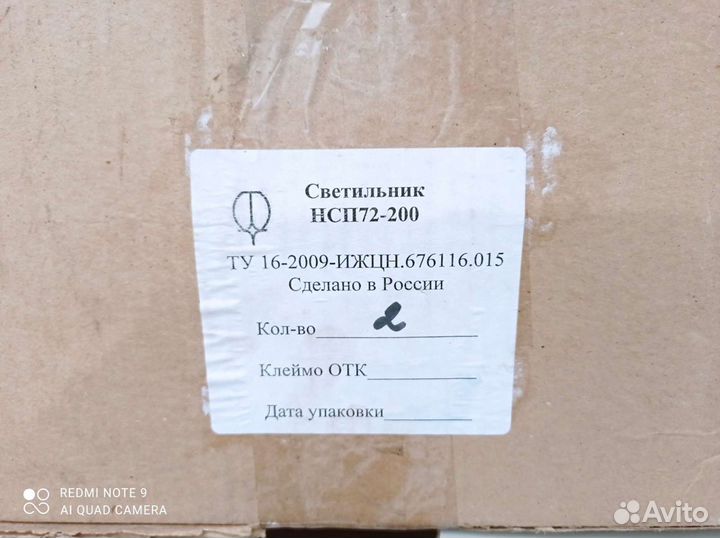 Светильник
НСП72-200
ТУ 16-2009-ИЖЦН.676116.015
Сделано в России
Кол-во 2
Клеймо ОТК
Дата упаковки
REDMI NOTE 9
AI QUAD CAMERA
Avito